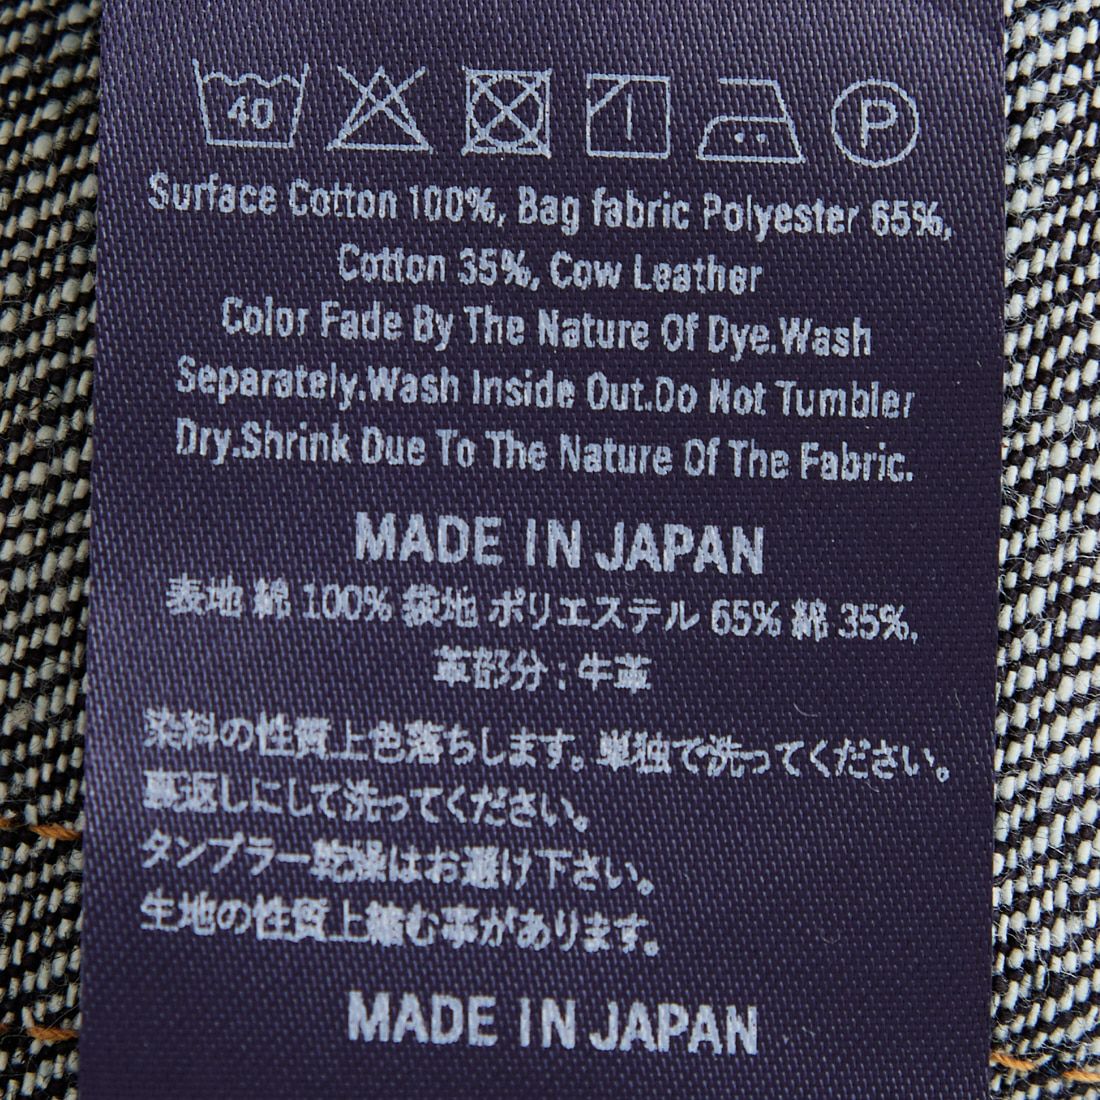 40 P
Surface Cotton 100%, Bag fabric Polyester 65%,
Cotton 35%, Cow Leather
Color Fade By The Nature Of Dye.Wash
Separately.Wash Inside Out.Do Not Tumbler
Dry.Shrink Due To The Nature Of The Fabric.
MADE IN JAPAN
表地 綿 100% 袋地 ポリエステル 65% 綿 35%,
革部分 : 牛革
染料の性質上色落ちします。単独で洗ってください。
裏返しにして洗ってください。
タンブラー乾燥はお避け下さい。
生地の性質上縮む事があります。
MADE IN JAPAN